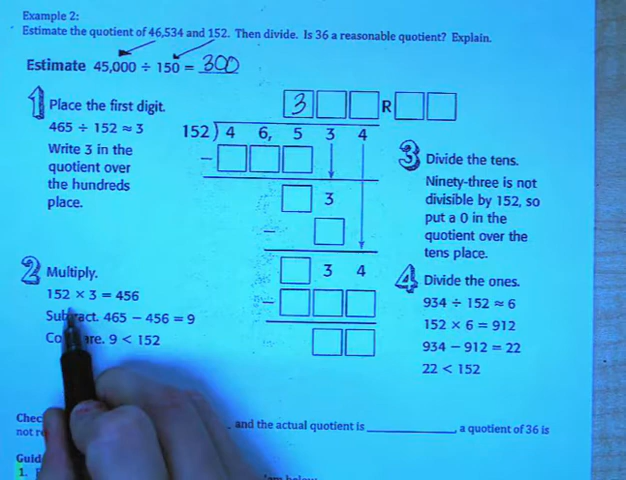 Example 2:
Estimate the quotient of 46,534 and 152. Then divide. Is 36 a reasonable quotient? Explain.
Estimate 45,000 ÷ 150 = 300
1 Place the first digit.
465 ÷ 152 ≈ 3
Write 3 in the
quotient over
the hundreds
place.
2 Multiply.
152 × 3 = 456
Subtract. 465 − 456 = 9
9 < 152
3 R
152) 4 6, 5 3 4
−
3
−
3 4
−
3 Divide the tens.
Ninety-three is not
divisible by 152, so
put a 0 in the
quotient over the
tens place.
4 Divide the ones.
934 ÷ 152 ≈ 6
152 × 6 = 912
934 − 912 = 22
22 < 152
and the actual quotient is ____, a quotient of 36 is
1.